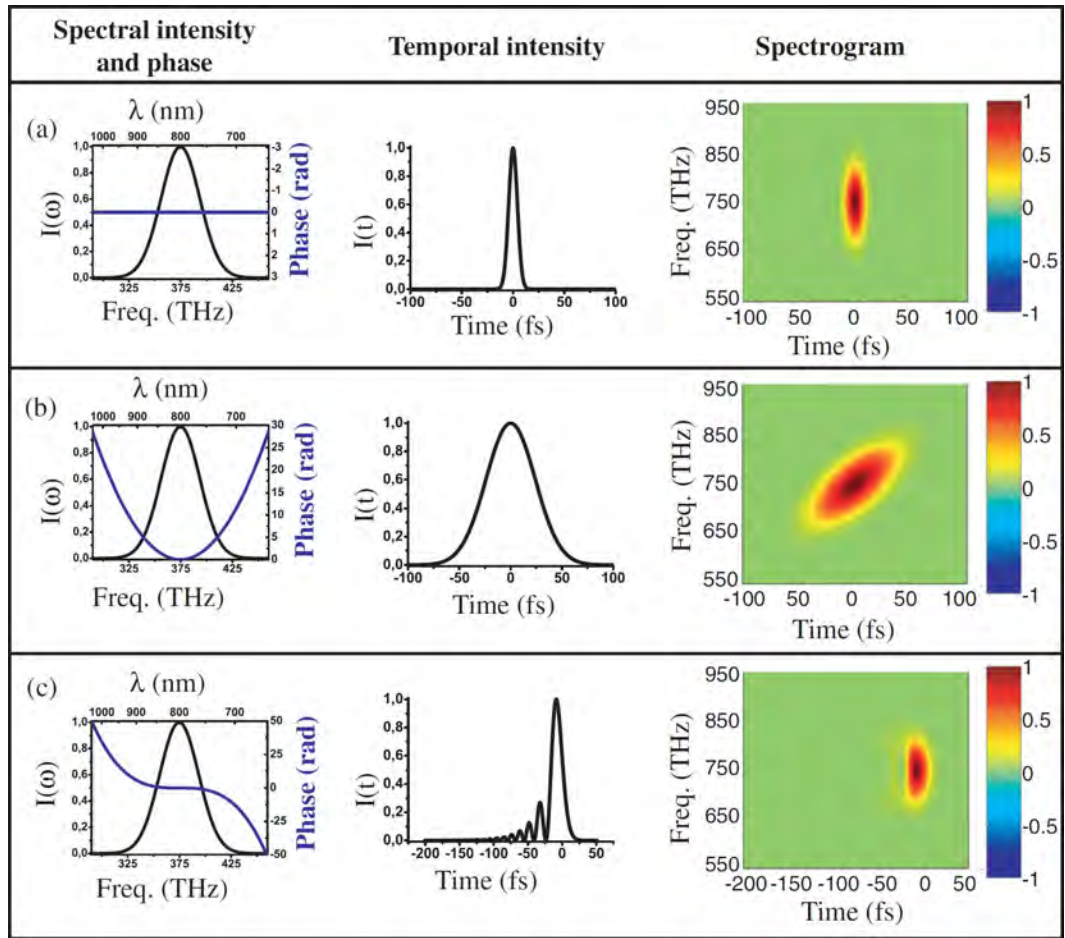 Spectral intensity
and phase
Temporal intensity
Spectrogram
(a)
λ (nm)
1000 900 800 700
1,0
0,8
0,6
0,4
0,2
0,0
I(ω)
-3
-2
-1
0
1
2
3
Phase (rad)
325 375 425
Freq. (THz)
1,0
0,8
0,6
0,4
0,2
0,0
I(t)
-100 -50 0 50 100
Time (fs)
950
850
750
650
550
Freq. (THz)
-100 50 0 50 100
Time (fs)
1
0.5
0
-0.5
-1
(b)
λ (nm)
1000 900 800 700
1,0
0,8
0,6
0,4
0,2
0,0
I(ω)
30
25
20
15
10
5
0
Phase (rad)
325 375 425
Freq. (THz)
1,0
0,8
0,6
0,4
0,2
0,0
I(t)
-100 -50 0 50 100
Time (fs)
950
850
750
650
550
Freq. (THz)
-100 50 0 50 100
Time (fs)
1
0.5
0
-0.5
-1
(c)
λ (nm)
1000 900 800 700
1,0
0,8
0,6
0,4
0,2
0,0
I(ω)
50
25
0
-25
-50
Phase (rad)
325 375 425
Freq. (THz)
1,0
0,8
0,6
0,4
0,2
0,0
I(t)
-200 -150 -100 -50 0 50
Time (fs)
950
850
750
650
550
Freq. (THz)
-200 -150 -100 -50 0 50
Time (fs)
1
0.5
0
-0.5
-1